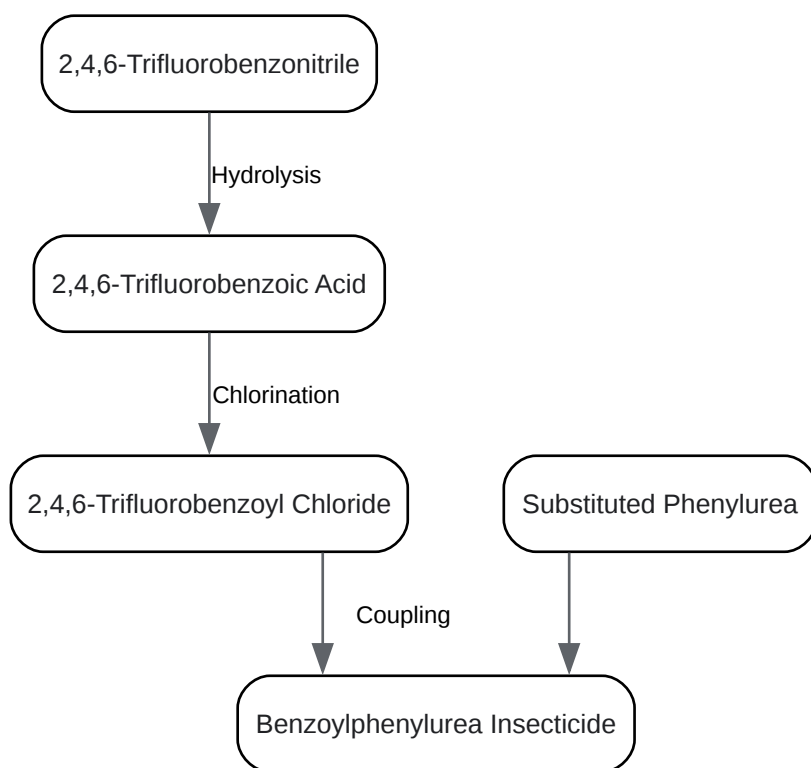 2,4,6-Trifluorobenzonitrile
Hydrolysis
2,4,6-Trifluorobenzoic Acid
Chlorination
2,4,6-Trifluorobenzoyl Chloride
Substituted Phenylurea
Coupling
Benzoylphenylurea Insecticide